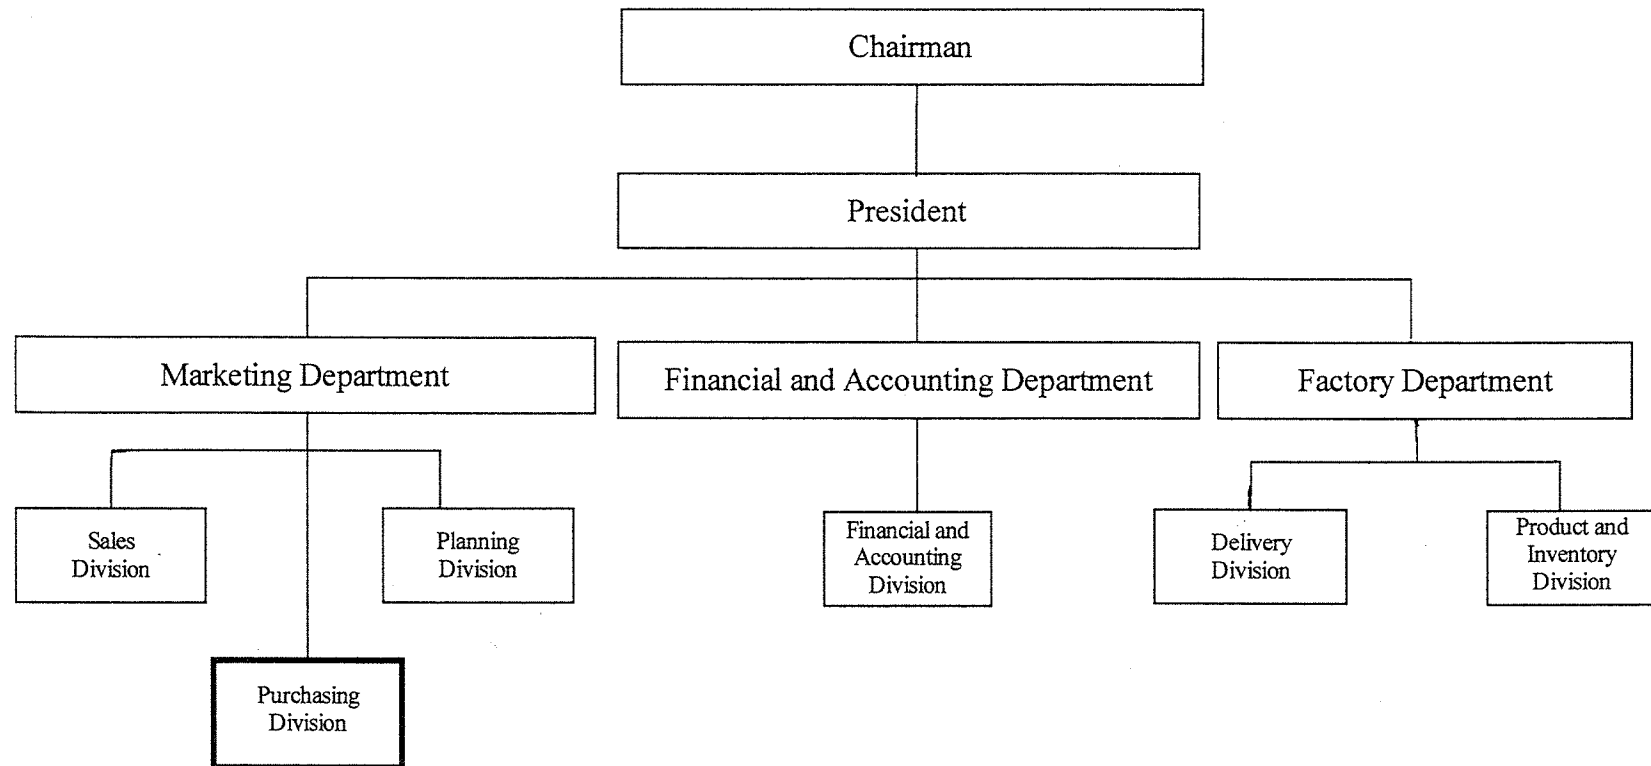 Chairman
President
Marketing Department
Financial and Accounting Department
Factory Department
Sales
Division
Planning
Division
Financial and
Accounting
Division
Delivery
Division
Product and
Inventory
Division
Purchasing
Division